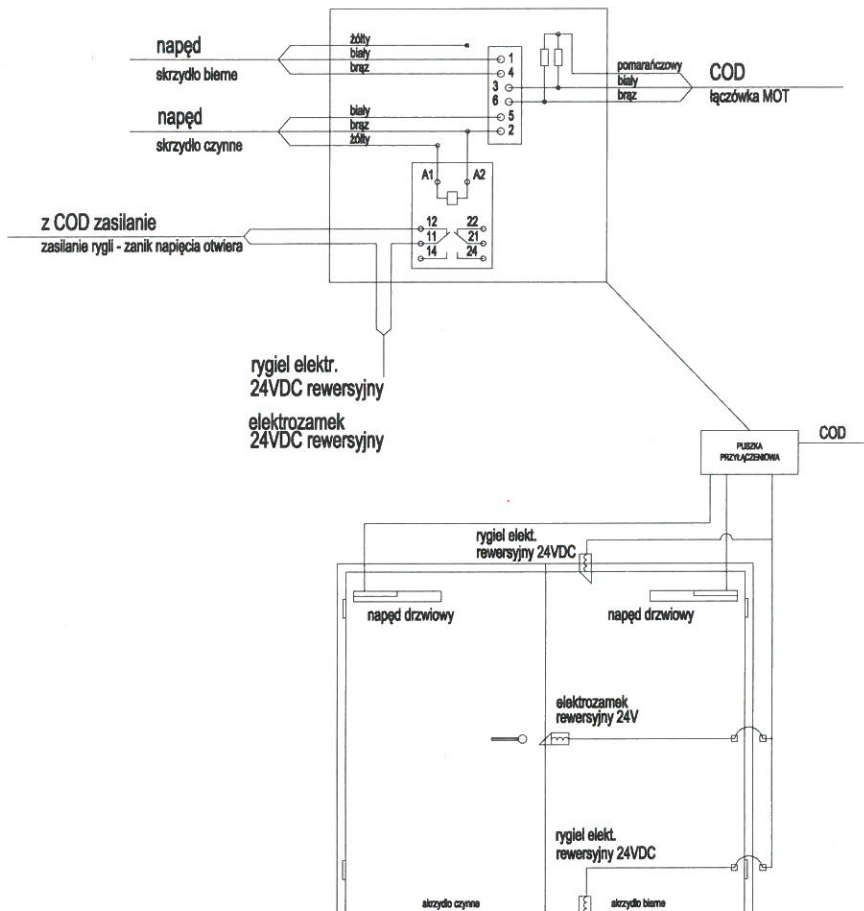 napęd
skrzydło bierne
żółty
biały
brąz
1
4
3
6
5
2
pomarańczowy
biały
brąz
COD
łączówka MOT
napęd
skrzydło czynne
biały
brąz
żółty
A1
A2
z COD zasilanie
zasilanie rygli - zanik napięcia otwiera
12
22
11
21
14
24
rygiel elektr.
24VDC rewersyjny
elektrozamek
24VDC rewersyjny
PUSZKA
PRZYŁĄCZENIOWA
COD
rygiel elekt.
rewersyjny 24VDC
napęd drzwiowy
napęd drzwiowy
elektrozamek
rewersyjny 24V
rygiel elekt.
rewersyjny 24VDC
skrzydło czynne
skrzydło bierne